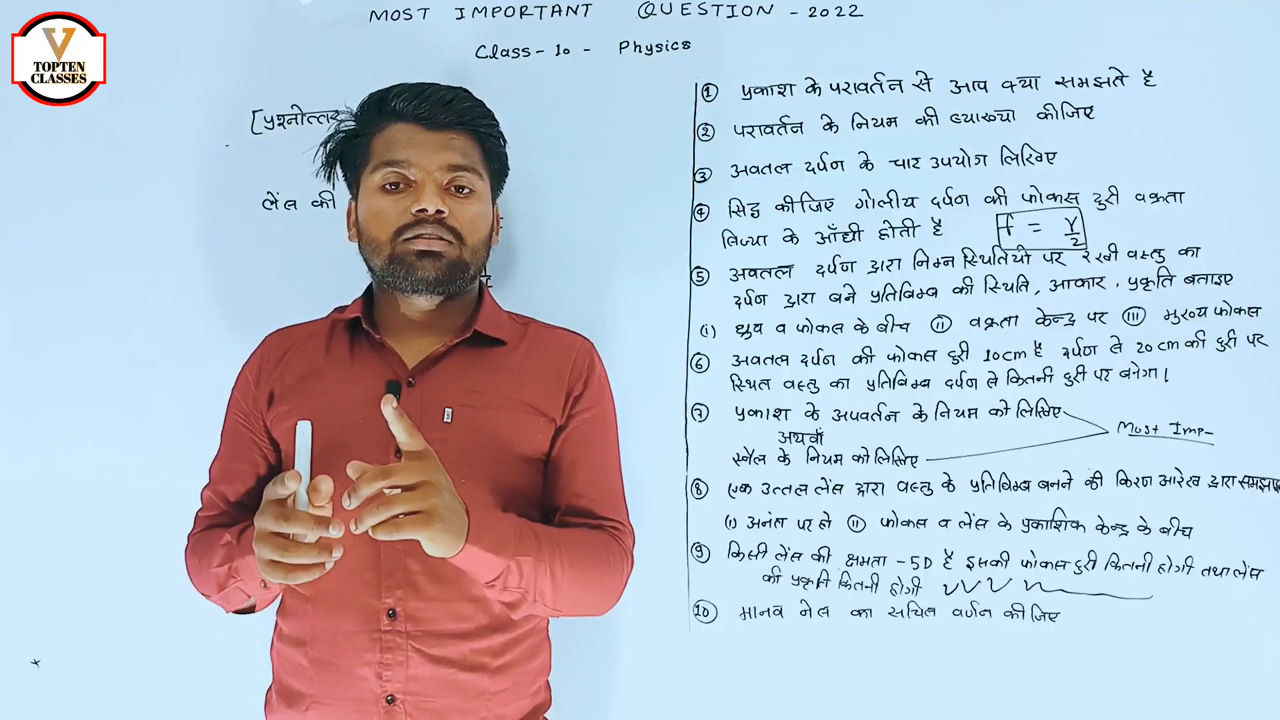 MOST IMPORTANT QUESTION - 2022
Class - 10 - Physics
V
TOPTEN
CLASSES
[प्रश्नोत्तर
लेंस की
① प्रकाश के परावर्तन से आप क्या समझते है
② परावर्तन के नियम की व्याख्या कीजिए
③ अवतल दर्पण के चार उपयोग लिखिए
④ सिद्ध कीजिए गोलीय दर्पण की फोकस दुरी वक्रता
त्रिज्या के आँधी होती है f = r/2
⑤ अवतल दर्पण द्वारा निम्न स्थितियो पर रखी वस्तु का
दर्पण द्वारा बने प्रतिबिम्ब की स्थिति, आकार, प्रकृति बताइए
(i) ध्रुव व फोकस के बीच (ii) वक्रता केन्द्र पर (iii) मुख्य फोकस
⑥ अवतल दर्पण की फोकस दुरी 10cm है दर्पण से 20cm की दुरी पर
स्थित वस्तु का प्रतिबिम्ब दर्पण से कितनी दुरी पर बनेगा।
⑦ प्रकाश के अपवर्तन के नियम को लिखिए
अथवाँ
स्नैल के नियम को लिखिए
Most Imp-
⑧ एक उत्तल लेंस द्वारा वस्तु के प्रतिबिम्ब बनने की किरण आरेख द्वारा
(i) अनंत पर हो (ii) फोकस व लेंस के प्रकाशिक केन्द्र के बीच
⑨ किसी लेंस की क्षमता -5D है इसकी फोकस दुरी कितनी होगी तथा लेंस
की प्रकृति कितनी होगी
⑩ मानव नेत्र का सचित्र वर्णन कीजिए